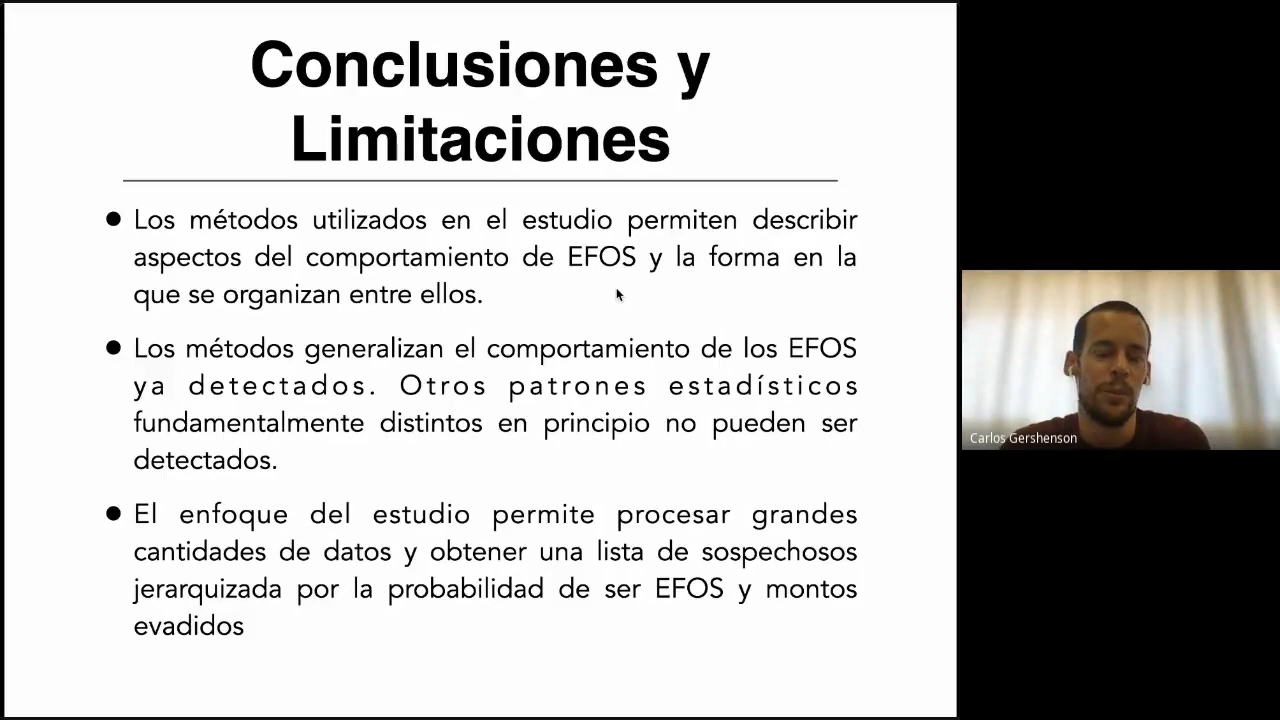 Conclusiones y
Limitaciones
● Los métodos utilizados en el estudio permiten describir
aspectos del comportamiento de EFOS y la forma en la
que se organizan entre ellos.
● Los métodos generalizan el comportamiento de los EFOS
ya detectados. Otros patrones estadísticos
fundamentalmente distintos en principio no pueden ser
detectados.
● El enfoque del estudio permite procesar grandes
cantidades de datos y obtener una lista de sospechosos
jerarquizada por la probabilidad de ser EFOS y montos
evadidos
Carlos Gershenson